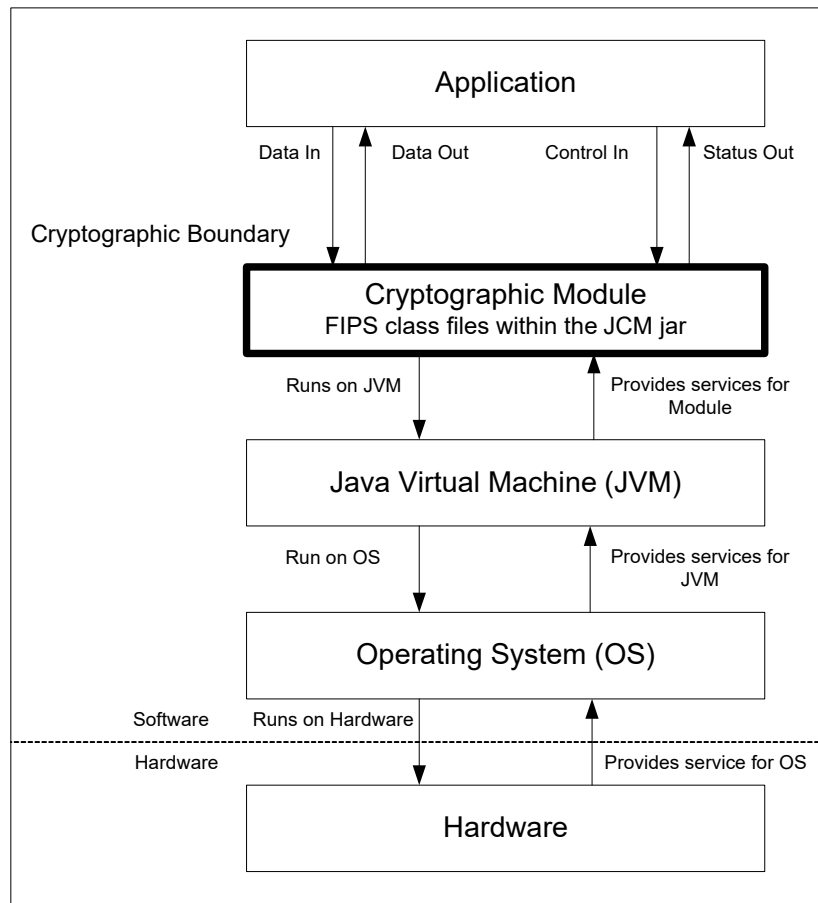 Application
Data In
Data Out
Control In
Status Out
Cryptographic Boundary
Cryptographic Module
FIPS class files within the JCM jar
Runs on JVM
Provides services for
Module
Java Virtual Machine (JVM)
Run on OS
Provides services for
JVM
Operating System (OS)
Software
Runs on Hardware
Hardware
Provides service for OS
Hardware